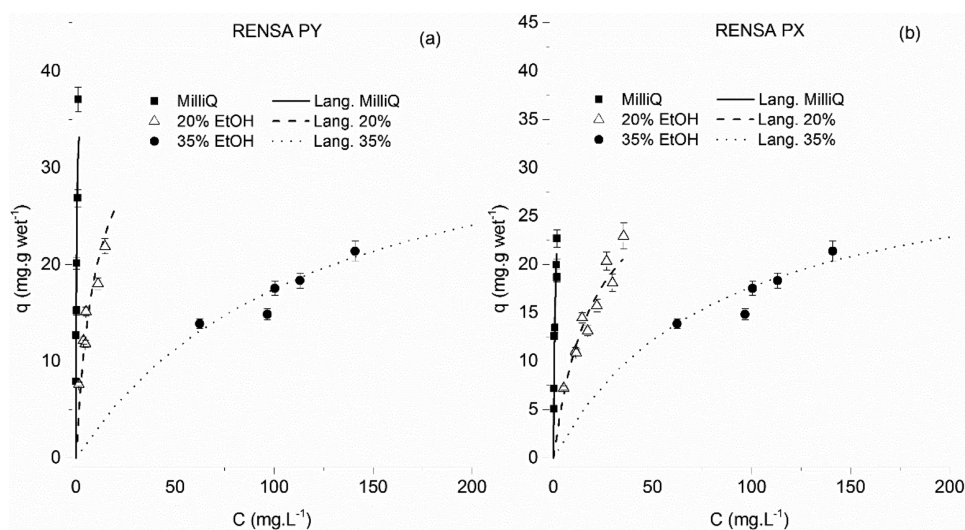 RENSA PY
(a)
MilliQ
Lang. MilliQ
20% EtOH
Lang. 20%
35% EtOH
Lang. 35%
40
30
20
10
0
q (mg.g wet⁻¹)
0
50
100
150
200
C (mg.L⁻¹)
RENSA PX
(b)
MilliQ
Lang. MilliQ
20% EtOH
Lang. 20%
35% EtOH
Lang. 35%
45
40
35
30
25
20
15
10
5
0
q (mg.g wet⁻¹)
0
50
100
150
200
C (mg.L⁻¹)